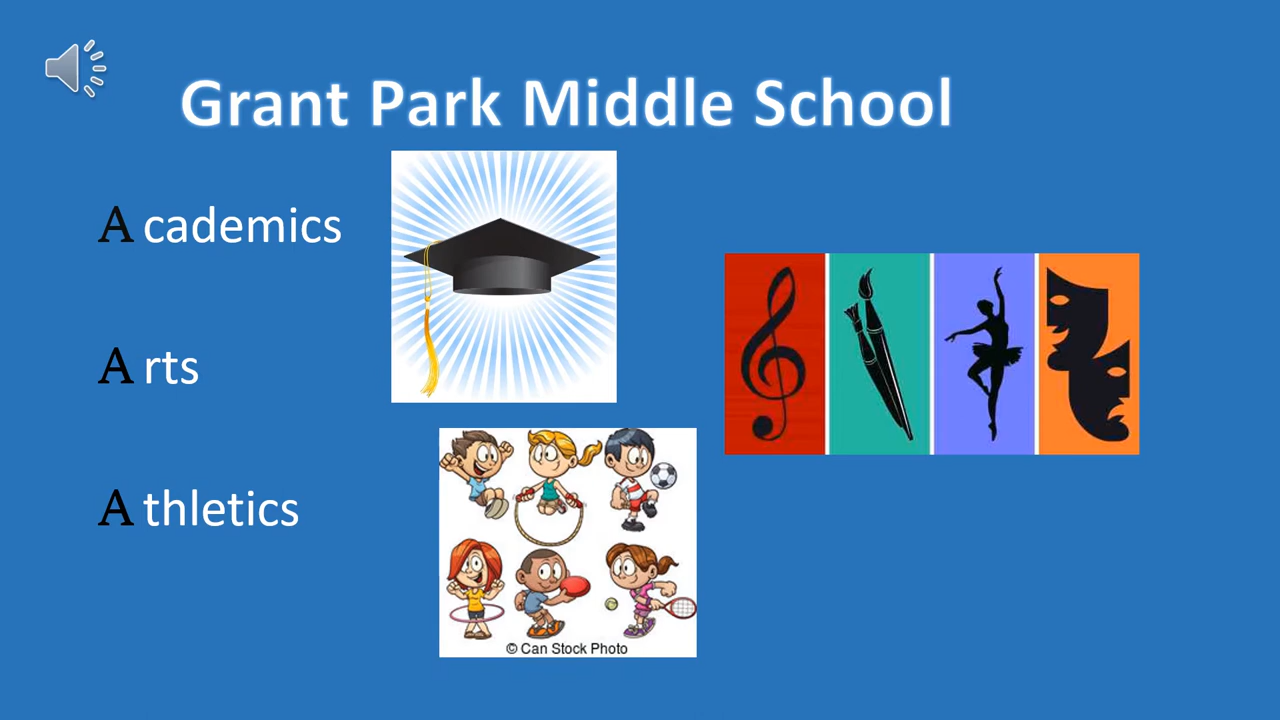 Grant Park Middle School
A cademics
A rts
A thletics
© Can Stock Photo